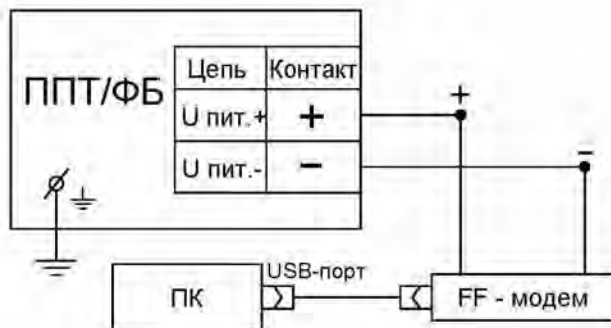 ППТ/ФБ
Цепь Контакт
U пит.+ +
U пит.- −
+
−
USB-порт
ПК
FF - модем